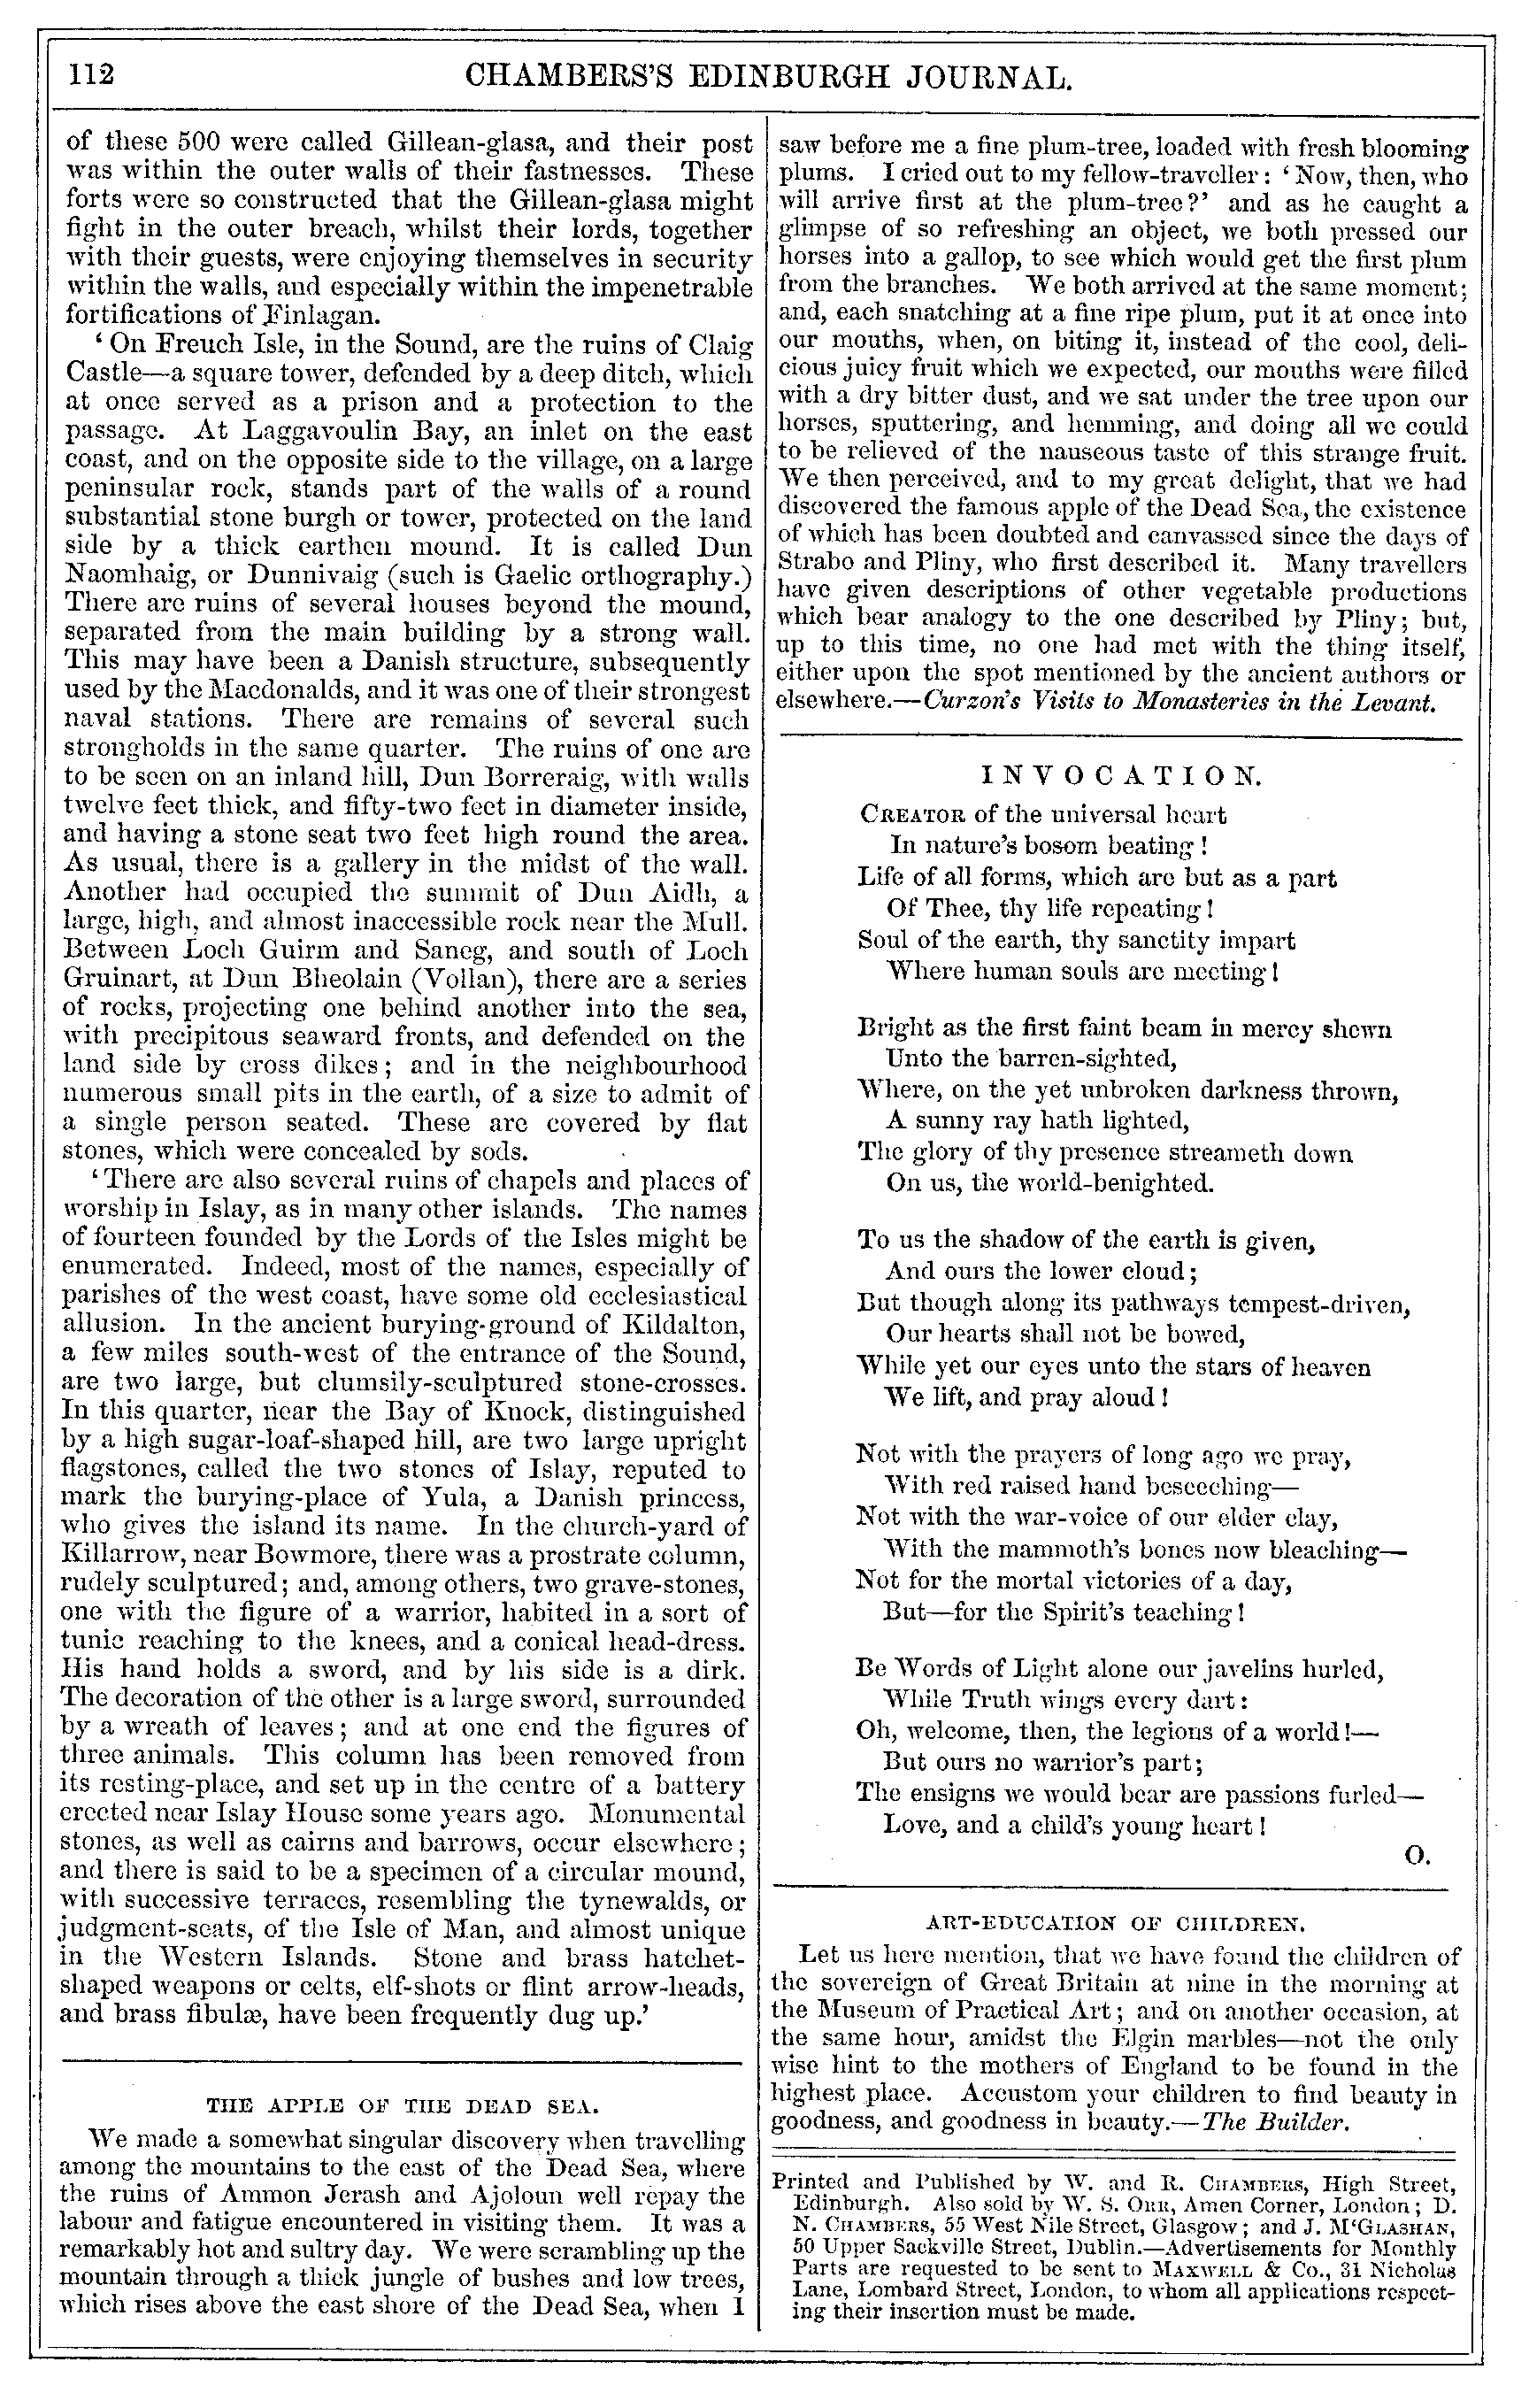 112
CHAMBERS'S EDINBURGH JOURNAL.
of these 500 were called Gillean-glasa, and their post
was within the outer walls of their fastnesses. These
forts were so constructed that the Gillean-glasa might
fight in the outer breach, whilst their lords, together
with their guests, were enjoying themselves in security
within the walls, and especially within the impenetrable
fortifications of Finlagan.
' On Freuch Isle, in the Sound, are the ruins of Claig
Castle—a square tower, defended by a deep ditch, which
at once served as a prison and a protection to the
passage. At Laggavoulin Bay, an inlet on the east
coast, and on the opposite side to the village, on a large
peninsular rock, stands part of the walls of a round
substantial stone burgh or tower, protected on the land
side by a thick earthen mound. It is called Dun
Naomhaig, or Dunnivaig (such is Gaelic orthography.)
There are ruins of several houses beyond the mound,
separated from the main building by a strong wall.
This may have been a Danish structure, subsequently
used by the Macdonalds, and it was one of their strongest
naval stations. There are remains of several such
strongholds in the same quarter. The ruins of one are
to be seen on an inland hill, Dun Borreraig, with walls
twelve feet thick, and fifty-two feet in diameter inside,
and having a stone seat two feet high round the area.
As usual, there is a gallery in the midst of the wall.
Another had occupied the summit of Dun Aidh, a
large, high, and almost inaccessible rock near the Mull.
Between Loch Guirm and Saneg, and south of Loch
Gruinart, at Dun Bheolain (Vollan), there are a series
of rocks, projecting one behind another into the sea,
with precipitous seaward fronts, and defended on the
land side by cross dikes; and in the neighbourhood
numerous small pits in the earth, of a size to admit of
a single person seated. These are covered by flat
stones, which were concealed by sods.
' There are also several ruins of chapels and places of
worship in Islay, as in many other islands. The names
of fourteen founded by the Lords of the Isles might be
enumerated. Indeed, most of the names, especially of
parishes of the west coast, have some old ecclesiastical
allusion. In the ancient burying-ground of Kildalton,
a few miles south-west of the entrance of the Sound,
are two large, but clumsily-sculptured stone-crosses.
In this quarter, near the Bay of Knock, distinguished
by a high sugar-loaf-shaped hill, are two large upright
flagstones, called the two stones of Islay, reputed to
mark the burying-place of Yula, a Danish princess,
who gives the island its name. In the church-yard of
Killarrow, near Bowmore, there was a prostrate column,
rudely sculptured; and, among others, two grave-stones,
one with the figure of a warrior, habited in a sort of
tunic reaching to the knees, and a conical head-dress.
His hand holds a sword, and by his side is a dirk.
The decoration of the other is a large sword, surrounded
by a wreath of leaves; and at one end the figures of
three animals. This column has been removed from
its resting-place, and set up in the centre of a battery
erected near Islay House some years ago. Monumental
stones, as well as cairns and barrows, occur elsewhere;
and there is said to be a specimen of a circular mound,
with successive terraces, resembling the tynewalds, or
judgment-seats, of the Isle of Man, and almost unique
in the Western Islands. Stone and brass hatchet-
shaped weapons or celts, elf-shots or flint arrow-heads,
and brass fibulæ, have been frequently dug up.'
THE APPLE OF THE DEAD SEA.
We made a somewhat singular discovery when travelling
among the mountains to the east of the Dead Sea, where
the ruins of Ammon Jerash and Ajoloun well repay the
labour and fatigue encountered in visiting them. It was a
remarkably hot and sultry day. We were scrambling up the
mountain through a thick jungle of bushes and low trees,
which rises above the east shore of the Dead Sea, when I
saw before me a fine plum-tree, loaded with fresh blooming
plums. I cried out to my fellow-traveller: ' Now, then, who
will arrive first at the plum-tree?' and as he caught a
glimpse of so refreshing an object, we both pressed our
horses into a gallop, to see which would get the first plum
from the branches. We both arrived at the same moment;
and, each snatching at a fine ripe plum, put it at once into
our mouths, when, on biting it, instead of the cool, deli-
cious juicy fruit which we expected, our mouths were filled
with a dry bitter dust, and we sat under the tree upon our
horses, sputtering, and hemming, and doing all we could
to be relieved of the nauseous taste of this strange fruit.
We then perceived, and to my great delight, that we had
discovered the famous apple of the Dead Sea, the existence
of which has been doubted and canvassed since the days of
Strabo and Pliny, who first described it. Many travellers
have given descriptions of other vegetable productions
which bear analogy to the one described by Pliny; but,
up to this time, no one had met with the thing itself,
either upon the spot mentioned by the ancient authors or
elsewhere.—Curzon's Visits to Monasteries in the Levant.
INVOCATION.
CREATOR of the universal heart
In nature's bosom beating!
Life of all forms, which are but as a part
Of Thee, thy life repeating!
Soul of the earth, thy sanctity impart
Where human souls are meeting!
Bright as the first faint beam in mercy shewn
Unto the barren-sighted,
Where, on the yet unbroken darkness thrown,
A sunny ray hath lighted,
The glory of thy presence streameth down
On us, the world-benighted.
To us the shadow of the earth is given,
And ours the lower cloud;
But though along its pathways tempest-driven,
Our hearts shall not be bowed,
While yet our eyes unto the stars of heaven
We lift, and pray aloud!
Not with the prayers of long ago we pray,
With red raised hand beseeching—
Not with the war-voice of our elder clay,
With the mammoth's bones now bleaching—
Not for the mortal victories of a day,
But—for the Spirit's teaching!
Be Words of Light alone our javelins hurled,
While Truth wings every dart:
Oh, welcome, then, the legions of a world!—
But ours no warrior's part;
The ensigns we would bear are passions furled—
Love, and a child's young heart!
O.
ART-EDUCATION OF CHILDREN.
Let us here mention, that we have found the children of
the sovereign of Great Britain at nine in the morning at
the Museum of Practical Art; and on another occasion, at
the same hour, amidst the Elgin marbles—not the only
wise hint to the mothers of England to be found in the
highest place. Accustom your children to find beauty in
goodness, and goodness in beauty.—The Builder.
Printed and Published by W. and R. CHAMBERS, High Street,
Edinburgh. Also sold by W. S. ORR, Amen Corner, London; D.
N. CHAMBERS, 55 West Nile Street, Glasgow; and J. M'GLASHAN,
50 Upper Sackville Street, Dublin.—Advertisements for Monthly
Parts are requested to be sent to MAXWELL & Co., 31 Nicholas
Lane, Lombard Street, London, to whom all applications respect-
ing their insertion must be made.